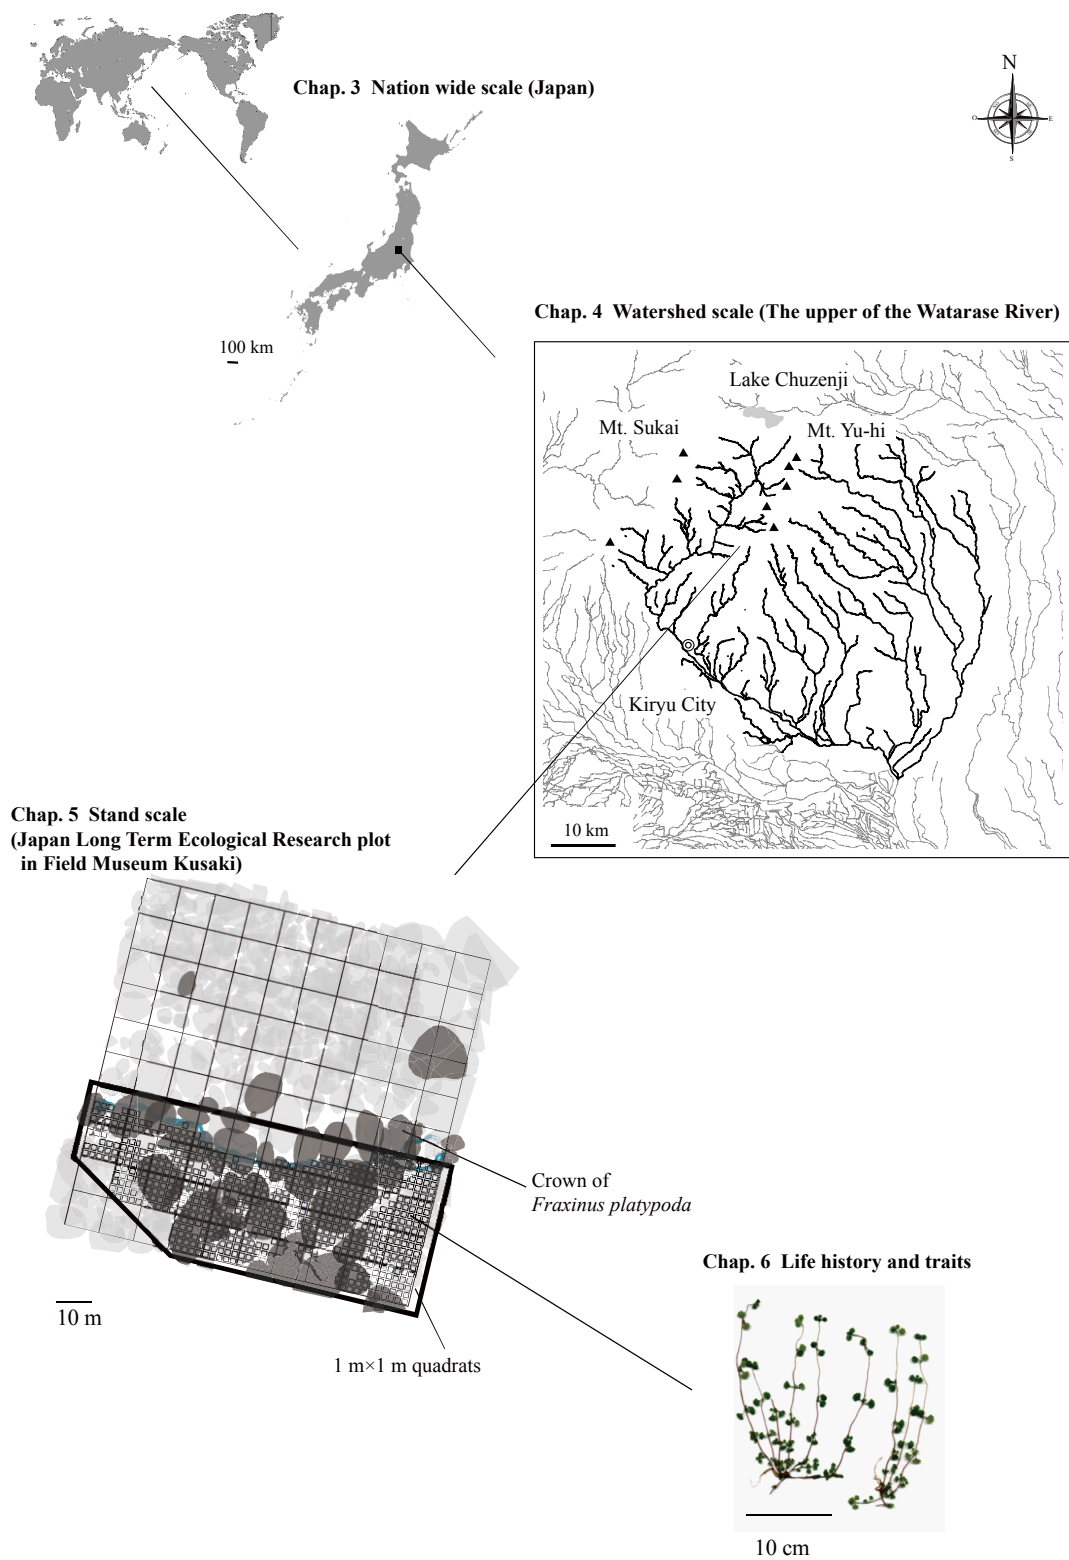 N
O
E
S
Chap. 3 Nation wide scale (Japan)
100 km
Chap. 4 Watershed scale (The upper of the Watarase River)
Lake Chuzenji
Mt. Sukai
Mt. Yu-hi
Kiryu City
10 km
Chap. 5 Stand scale
(Japan Long Term Ecological Research plot
in Field Museum Kusaki)
Crown of
Fraxinus platypoda
10 m
1 m×1 m quadrats
Chap. 6 Life history and traits
10 cm